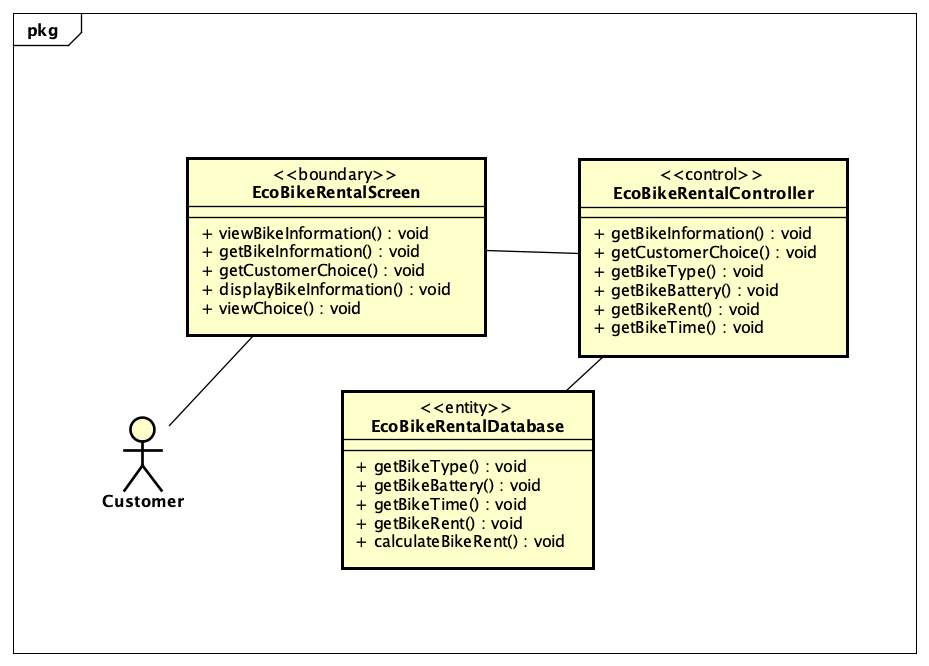 pkg
<<boundary>>
EcoBikeRentalScreen
+ viewBikeInformation() : void
+ getBikeInformation() : void
+ getCustomerChoice() : void
+ displayBikeInformation() : void
+ viewChoice() : void
<<control>>
EcoBikeRentalController
+ getBikeInformation() : void
+ getCustomerChoice() : void
+ getBikeType() : void
+ getBikeBattery() : void
+ getBikeRent() : void
+ getBikeTime() : void
<<entity>>
EcoBikeRentalDatabase
+ getBikeType() : void
+ getBikeBattery() : void
+ getBikeTime() : void
+ getBikeRent() : void
+ calculateBikeRent() : void
Customer